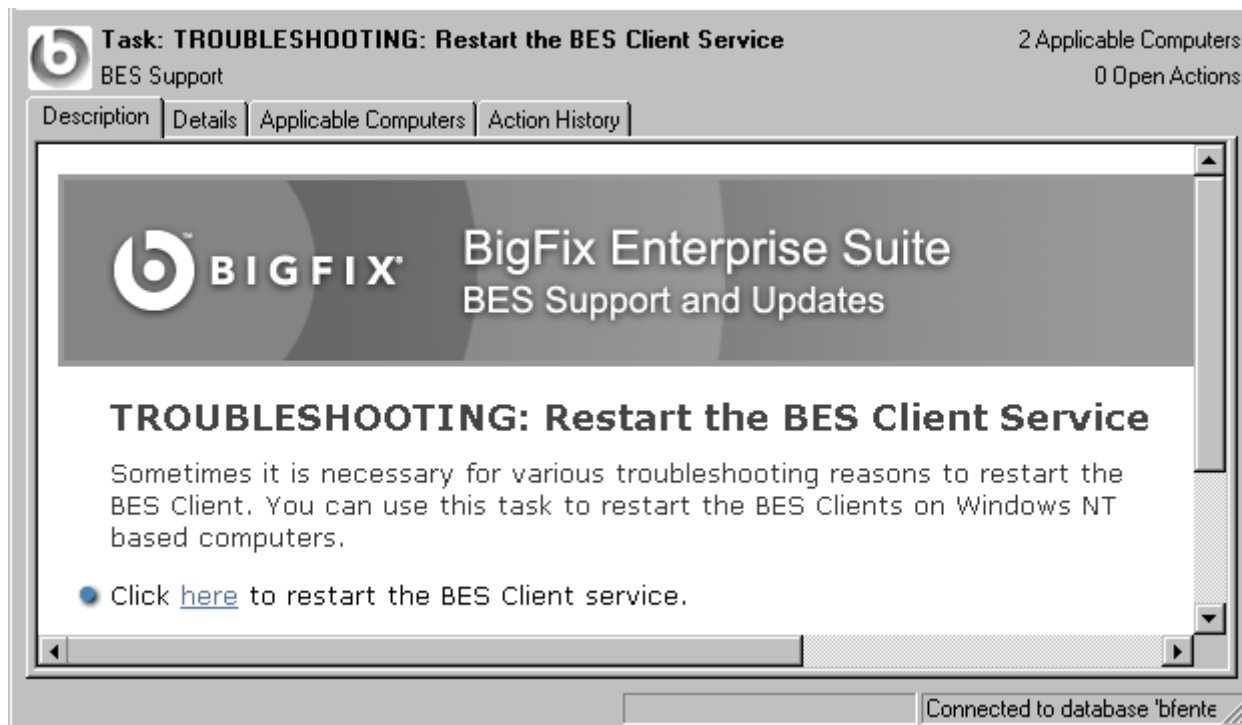 Task: TROUBLESHOOTING: Restart the BES Client Service
2 Applicable Computers
BES Support
0 Open Actions
Description
Details
Applicable Computers
Action History
b BIGFIX
BigFix Enterprise Suite
BES Support and Updates
TROUBLESHOOTING: Restart the BES Client Service
Sometimes it is necessary for various troubleshooting reasons to restart the
BES Client. You can use this task to restart the BES Clients on Windows NT
based computers.
Click here to restart the BES Client service.
Connected to database 'bfente